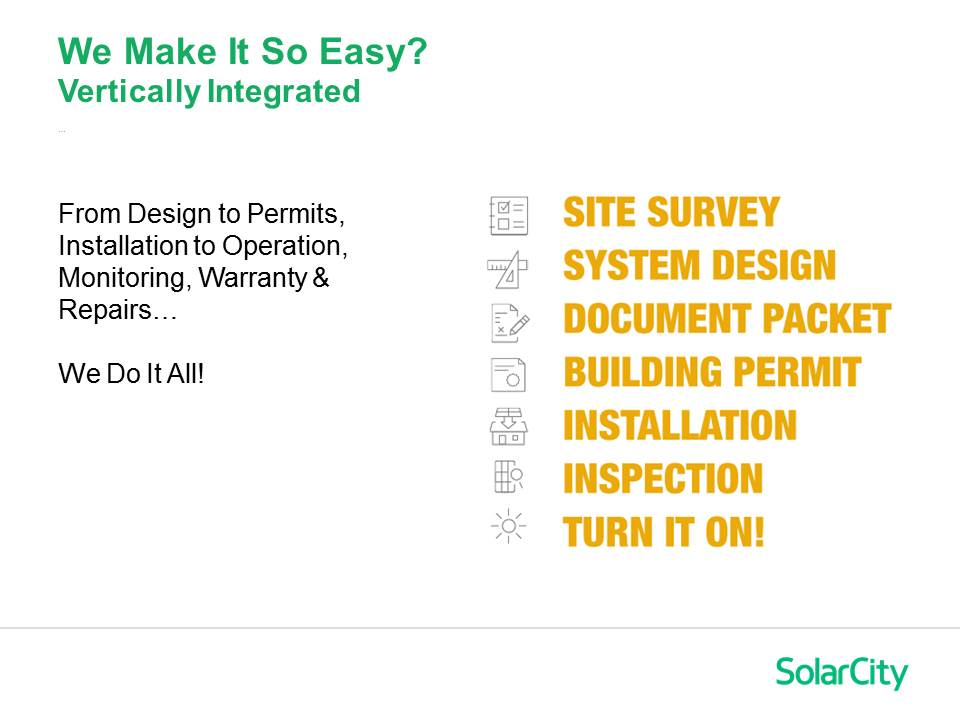 We Make It So Easy?
Vertically Integrated
...
From Design to Permits,
Installation to Operation,
Monitoring, Warranty &
Repairs…
We Do It All!
SITE SURVEY
SYSTEM DESIGN
DOCUMENT PACKET
BUILDING PERMIT
INSTALLATION
INSPECTION
TURN IT ON!
SolarCity